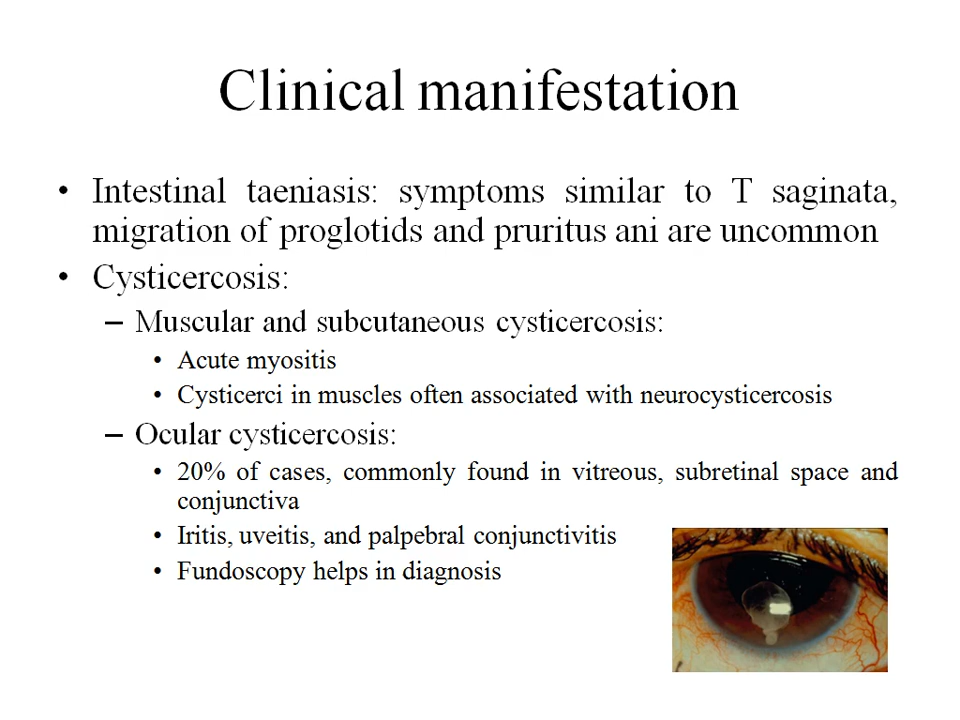 Clinical manifestation
• Intestinal taeniasis: symptoms similar to T saginata,
migration of proglotids and pruritus ani are uncommon
• Cysticercosis:
– Muscular and subcutaneous cysticercosis:
• Acute myositis
• Cysticerci in muscles often associated with neurocysticercosis
– Ocular cysticercosis:
• 20% of cases, commonly found in vitreous, subretinal space and
conjunctiva
• Iritis, uveitis, and palpebral conjunctivitis
• Fundoscopy helps in diagnosis